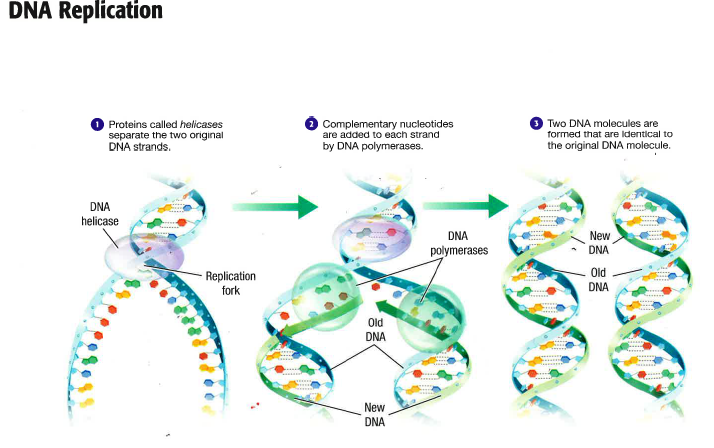 DNA Replication
1 Proteins called helicases
separate the two original
DNA strands.
2 Complementary nucleotides
are added to each strand
by DNA polymerases.
3 Two DNA molecules are
formed that are identical to
the original DNA molecule.
DNA
helicase
Replication
fork
DNA
polymerases
Old
DNA
New
DNA
New
DNA
Old
DNA